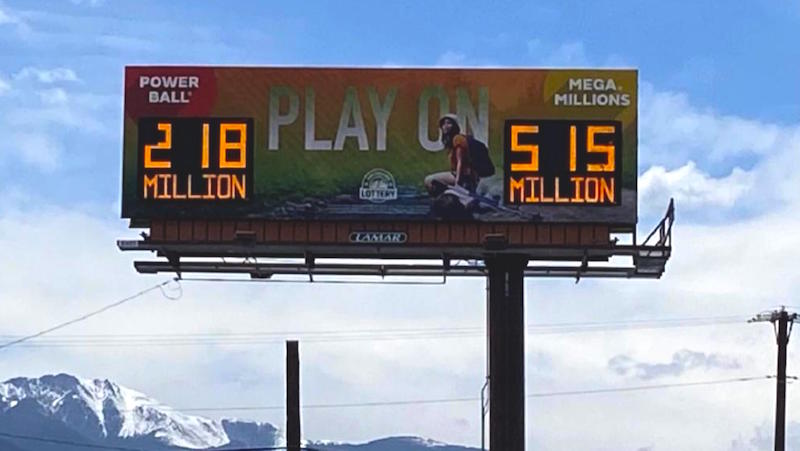 POWER
BALL
218
MILLION
PLAY ON
LOTTERY
MEGA
MILLIONS
515
MILLION
LAMAR